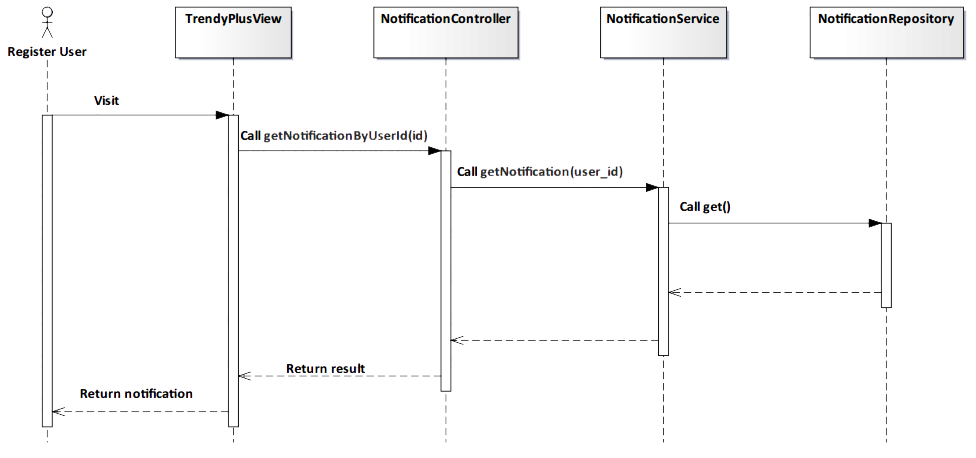 TrendyPlusView
NotificationController
NotificationService
NotificationRepository
Register User
Visit
Call getNotificationByUserId(id)
Call getNotification(user_id)
Call get()
Return result
Return notification